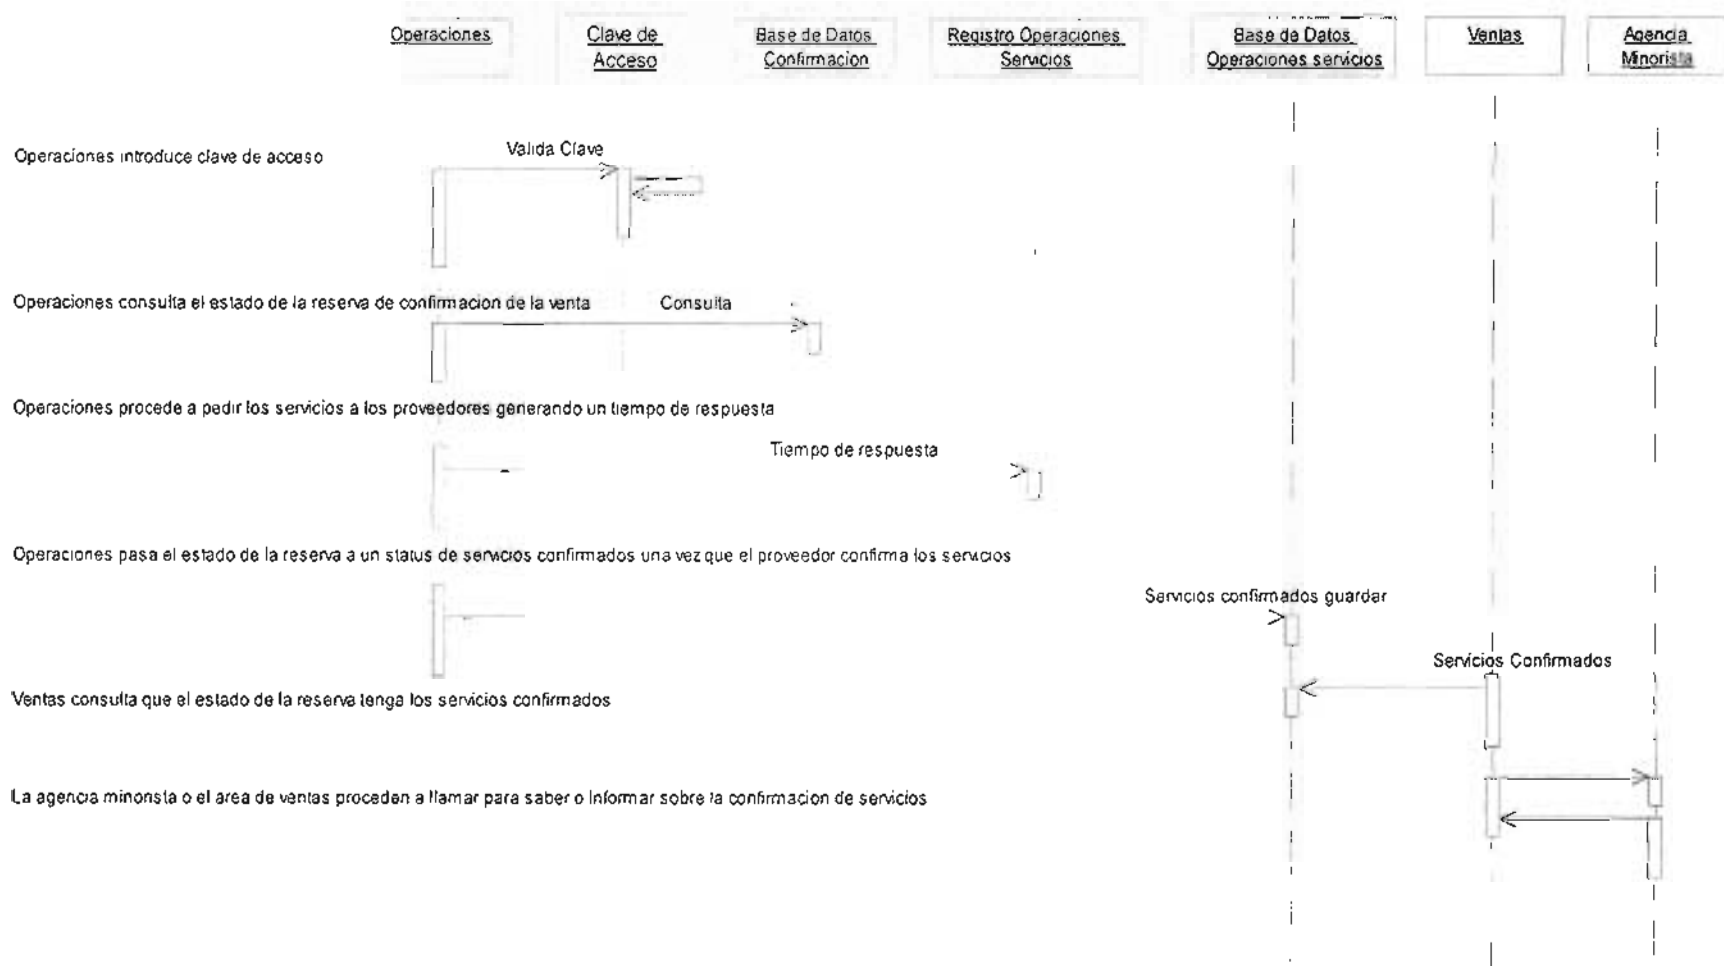 Operaciones
Clave de
Acceso
Base de Datos
Confirmacion
Registro Operaciones
Servicios
Base de Datos
Operaciones servicios
Ventas
Agencia
Minorista
Operaciones introduce clave de acceso
Valida Clave
Operaciones consulta el estado de la reserva de confirmacion de la venta
Consulta
Operaciones procede a pedir los servicios a los proveedores generando un tiempo de respuesta
Tiempo de respuesta
Operaciones pasa el estado de la reserva a un status de servicios confirmados una vez que el proveedor confirma los servicios
Servicios confirmados guardar
Servicios Confirmados
Ventas consulta que el estado de la reserva tenga los servicios confirmados
La agencia minorista o el area de ventas proceden a llamar para saber o Informar sobre la confirmacion de servicios